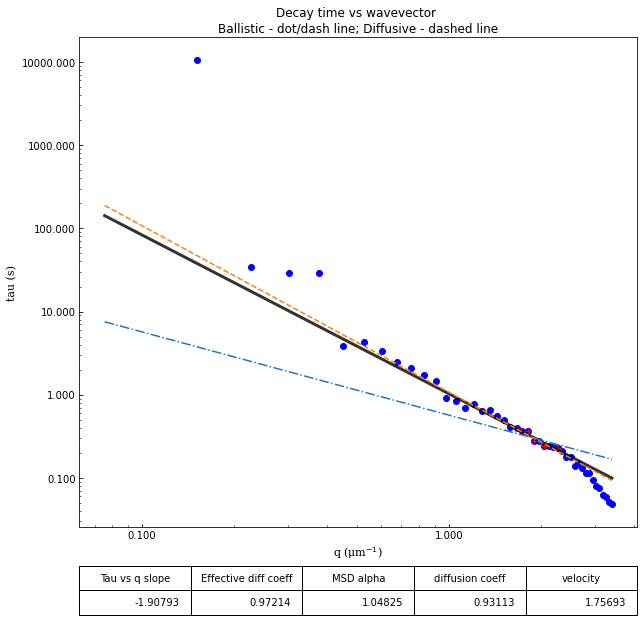 Decay time vs wavevector
Ballistic - dot/dash line; Diffusive - dashed line
10000.000
1000.000
100.000
10.000
1.000
0.100
tau (s)
0.100 1.000
q (μm⁻¹)
Tau vs q slope Effective diff coeff MSD alpha diffusion coeff velocity
-1.90793 0.97214 1.04825 0.93113 1.75693